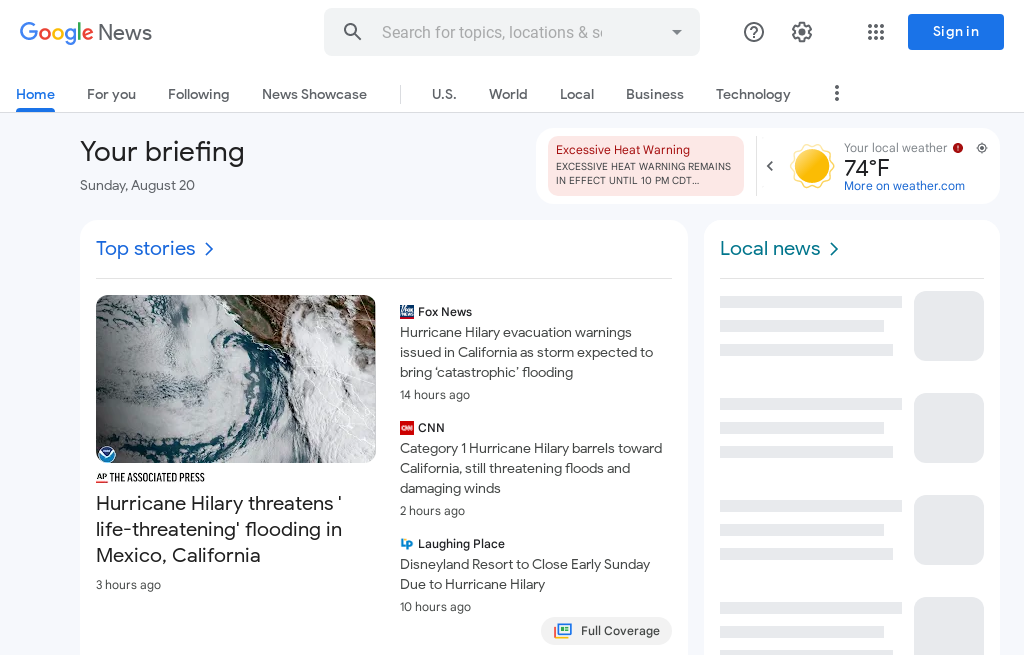 Google News
Search for topics, locations & s
Sign in
Home
For you
Following
News Showcase
U.S.
World
Local
Business
Technology
Your briefing
Sunday, August 20
Excessive Heat Warning
EXCESSIVE HEAT WARNING REMAINS
IN EFFECT UNTIL 10 PM CDT...
Your local weather
74°F
More on weather.com
Top stories
THE ASSOCIATED PRESS
AP
Hurricane Hilary threatens '
life-threatening' flooding in
Mexico, California
3 hours ago
FOX NEWS
Fox News
Hurricane Hilary evacuation warnings
issued in California as storm expected to
bring ‘catastrophic’ flooding
14 hours ago
CNN
CNN
Category 1 Hurricane Hilary barrels toward
California, still threatening floods and
damaging winds
2 hours ago
Lp
Laughing Place
Disneyland Resort to Close Early Sunday
Due to Hurricane Hilary
10 hours ago
Full Coverage
Local news